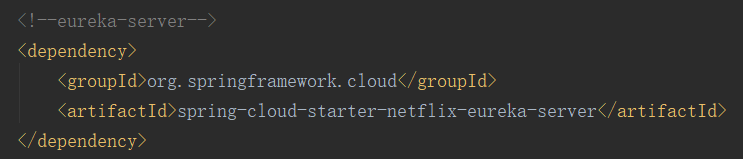 <!--eureka-server-->
<dependency>
    <groupId>org.springframework.cloud</groupId>
    <artifactId>spring-cloud-starter-netflix-eureka-server</artifactId>
</dependency>